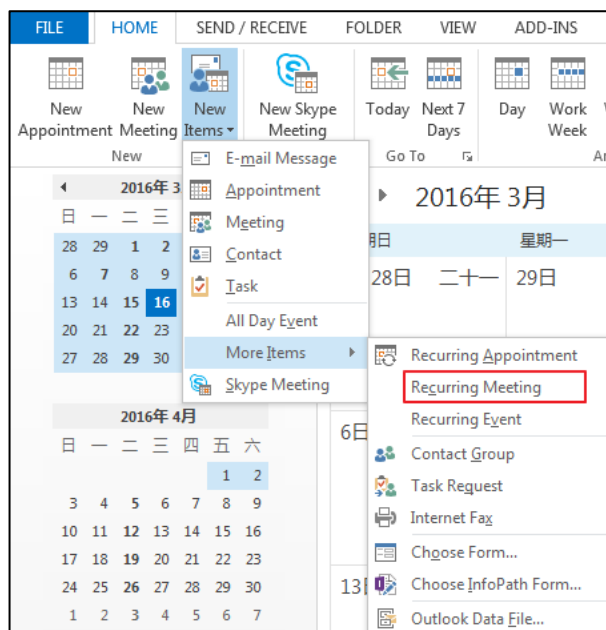 FILE HOME SEND / RECEIVE FOLDER VIEW ADD-INS
New Appointment
New Meeting
New Items
New Skype Meeting
Today
Next 7 Days
Day
Work Week
New
Go To
2016年 3
日 一 二 三
28 29 1 2
6 7 8 9
13 14 15 16
20 21 22 23
27 28 29 30
2016年 4月
日 一 二 三 四 五 六
1 2
3 4 5 6 7 8 9
10 11 12 13 14 15 16
17 18 19 20 21 22 23
24 25 26 27 28 29 30
1 2 3 4 5 6 7
E-mail Message
Appointment
Meeting
Contact
Task
All Day Event
More Items
Skype Meeting
2016年 3月
期日 星期一
28日 二十一 29日
6日
13
Recurring Appointment
Recurring Meeting
Recurring Event
Contact Group
Task Request
Internet Fax
Choose Form...
Choose InfoPath Form...
Outlook Data File...